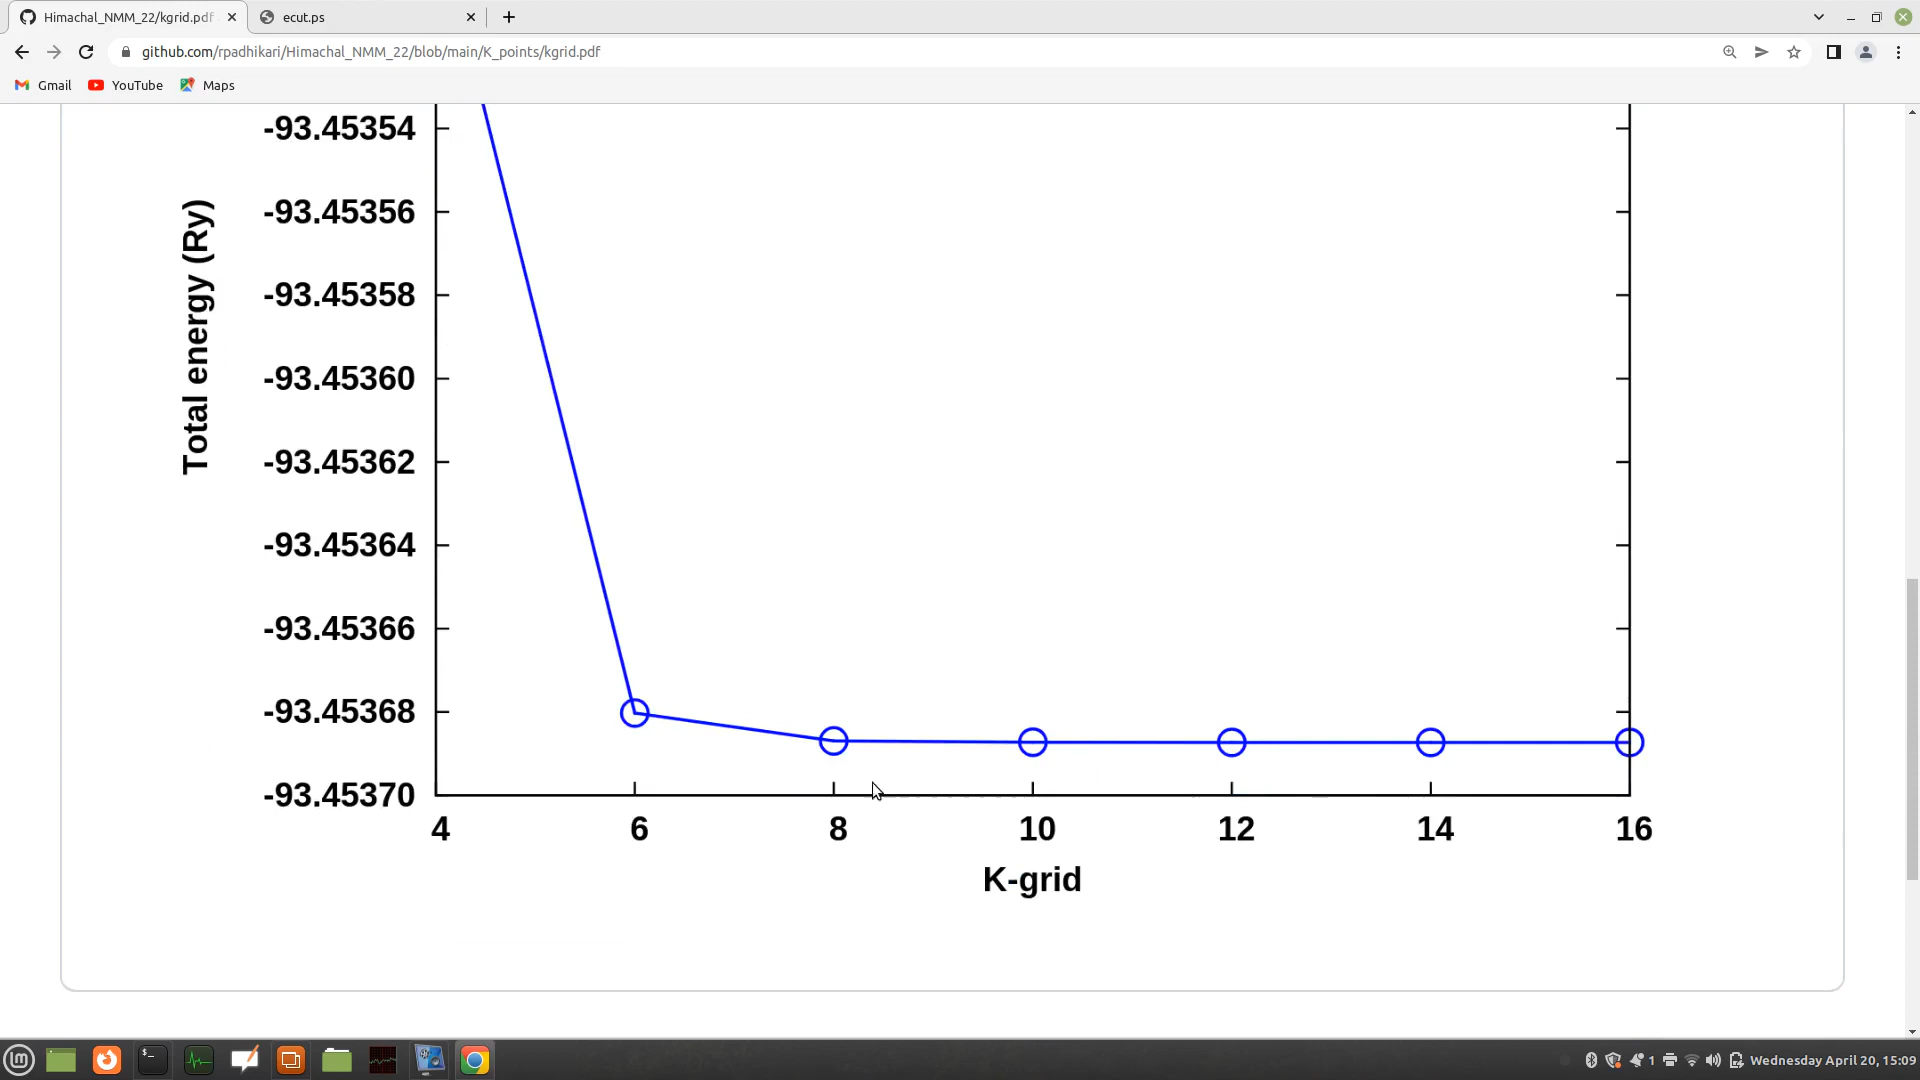 Himachal_NMM_22/kgrid.pdf
ecut.ps
github.com/rpadhikari/Himachal_NMM_22/blob/main/K_points/kgrid.pdf
Gmail YouTube Maps
-93.45354
-93.45356
-93.45358
-93.45360
-93.45362
-93.45364
-93.45366
-93.45368
-93.45370
Total energy (Ry)
4 6 8 10 12 14 16
K-grid
1 Wednesday April 20, 15:09